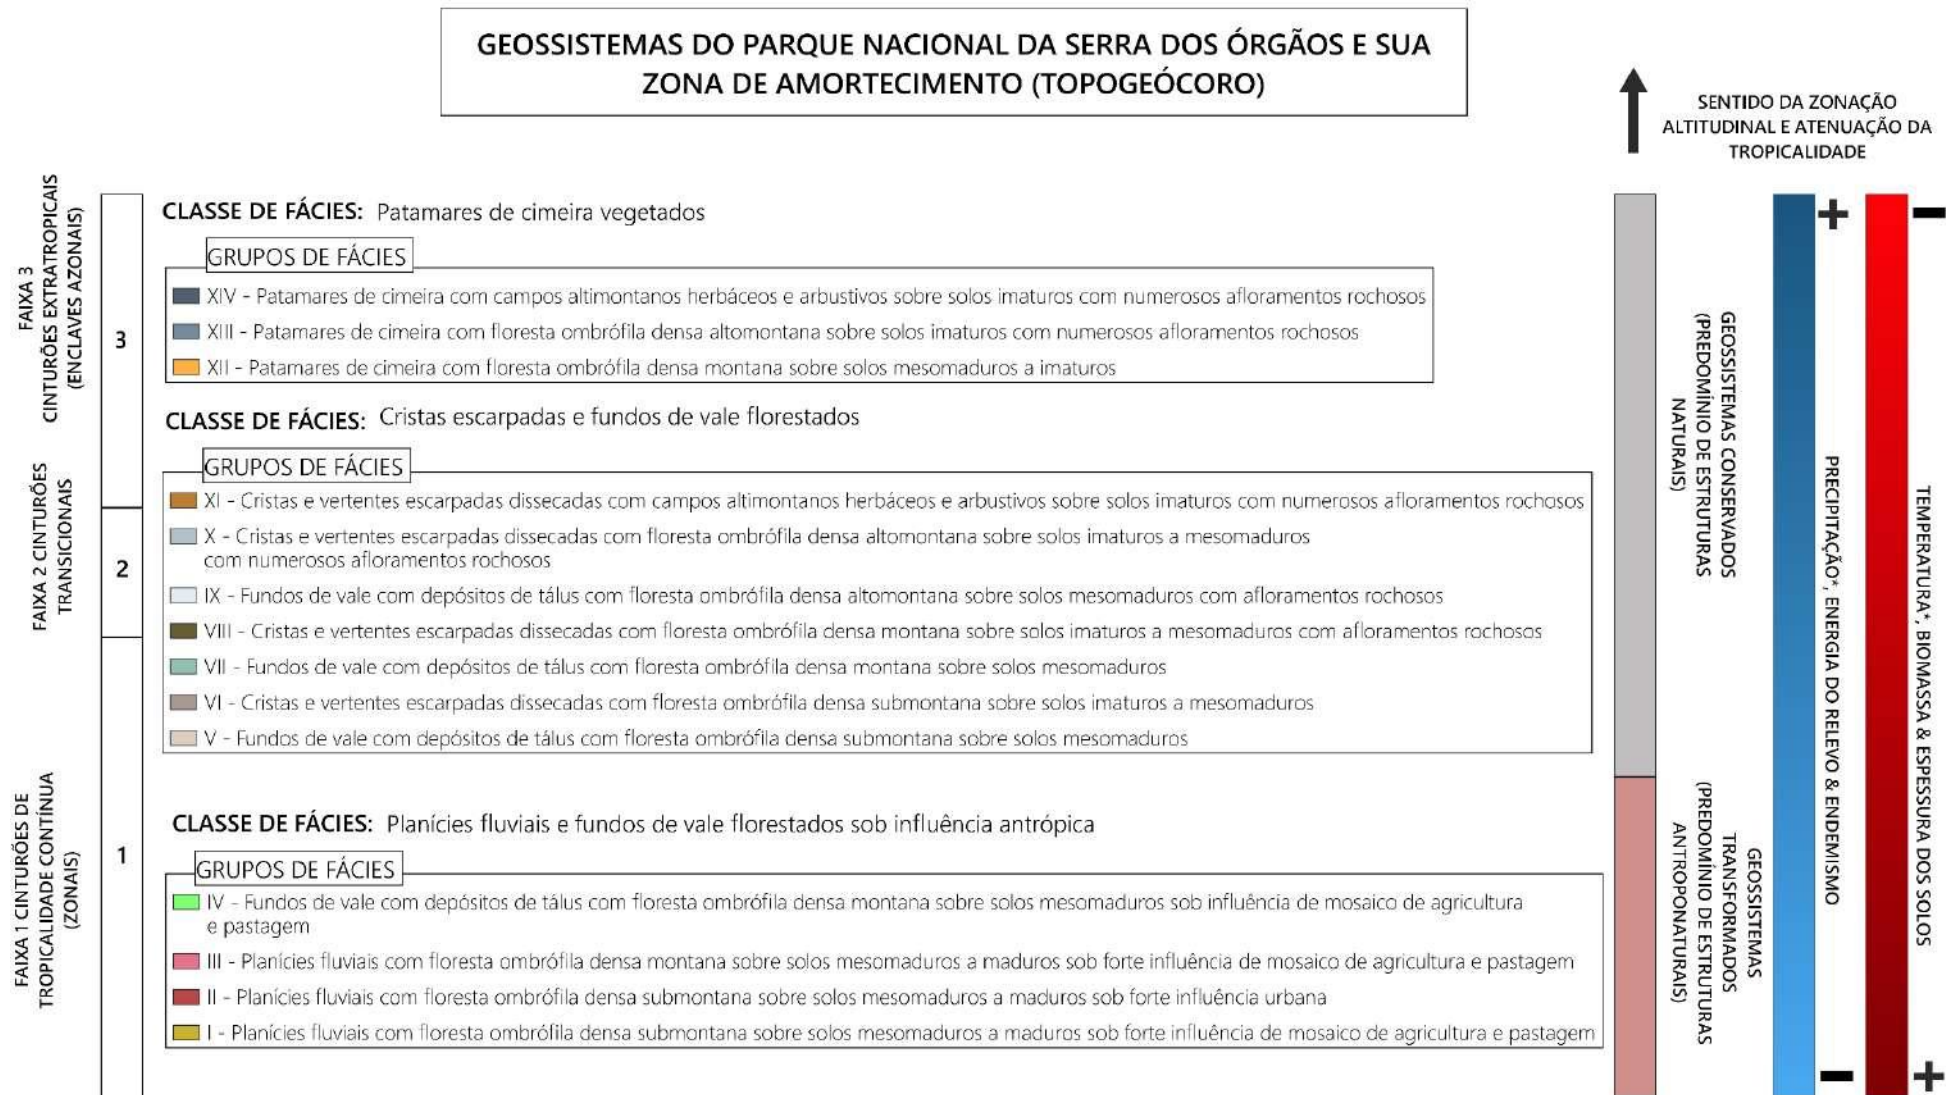 GEOSSISTEMAS DO PARQUE NACIONAL DA SERRA DOS ÓRGÃOS E SUA
ZONA DE AMORTECIMENTO (TOPOGEÓCORO)
SENTIDO DA ZONAÇÃO
ALTITUDINAL E ATENUAÇÃO DA
TROPICALIDADE
FAIXA 3
CINTURÕES EXTRATROPICAIS
(ENCLAVES AZONAIS)
3
CLASSE DE FÁCIES: Patamares de cimeira vegetados
GRUPOS DE FÁCIES
XIV - Patamares de cimeira com campos altimontanos herbáceos e arbustivos sobre solos imaturos com numerosos afloramentos rochosos
XIII - Patamares de cimeira com floresta ombrófila densa altomontana sobre solos imaturos com numerosos afloramentos rochosos
XII - Patamares de cimeira com floresta ombrófila densa montana sobre solos mesomaduros a imaturos
FAIXA 2 CINTURÕES
TRANSICIONAIS
2
CLASSE DE FÁCIES: Cristas escarpadas e fundos de vale florestados
GRUPOS DE FÁCIES
XI - Cristas e vertentes escarpadas dissecadas com campos altimontanos herbáceos e arbustivos sobre solos imaturos com numerosos afloramentos rochosos
X - Cristas e vertentes escarpadas dissecadas com floresta ombrófila densa altomontana sobre solos imaturos a mesomaduros
com numerosos afloramentos rochosos
IX - Fundos de vale com depósitos de tálus com floresta ombrófila densa altomontana sobre solos mesomaduros com afloramentos rochosos
VIII - Cristas e vertentes escarpadas dissecadas com floresta ombrófila densa montana sobre solos imaturos a mesomaduros com afloramentos rochosos
VII - Fundos de vale com depósitos de tálus com floresta ombrófila densa montana sobre solos mesomaduros
VI - Cristas e vertentes escarpadas dissecadas com floresta ombrófila densa submontana sobre solos imaturos a mesomaduros
V - Fundos de vale com depósitos de tálus com floresta ombrófila densa submontana sobre solos mesomaduros
FAIXA 1 CINTURÕES DE
TROPICALIDADE CONTÍNUA
(ZONAIS)
1
CLASSE DE FÁCIES: Planícies fluviais e fundos de vale florestados sob influência antrópica
GRUPOS DE FÁCIES
IV - Fundos de vale com depósitos de tálus com floresta ombrófila densa montana sobre solos mesomaduros sob influência de mosaico de agricultura
e pastagem
III - Planícies fluviais com floresta ombrófila densa montana sobre solos mesomaduros a maduros sob forte influência de mosaico de agricultura e pastagem
II - Planícies fluviais com floresta ombrófila densa submontana sobre solos mesomaduros a maduros sob forte influência urbana
I - Planícies fluviais com floresta ombrófila densa submontana sobre solos mesomaduros a maduros sob forte influência de mosaico de agricultura e pastagem
GEOSSISTEMAS CONSERVADOS
(PREDOMÍNIO DE ESTRUTURAS
NATURAIS)
GEOSSISTEMAS
TRANSFORMADOS
(PREDOMÍNIO DE ESTRUTURAS
ANTROPONATURAIS)
+
PRECIPITAÇÃO*, ENERGIA DO RELEVO & ENDEMISMO
-
-
TEMPERATURA*, BIOMASSA & ESPESSURA DOS SOLOS
+